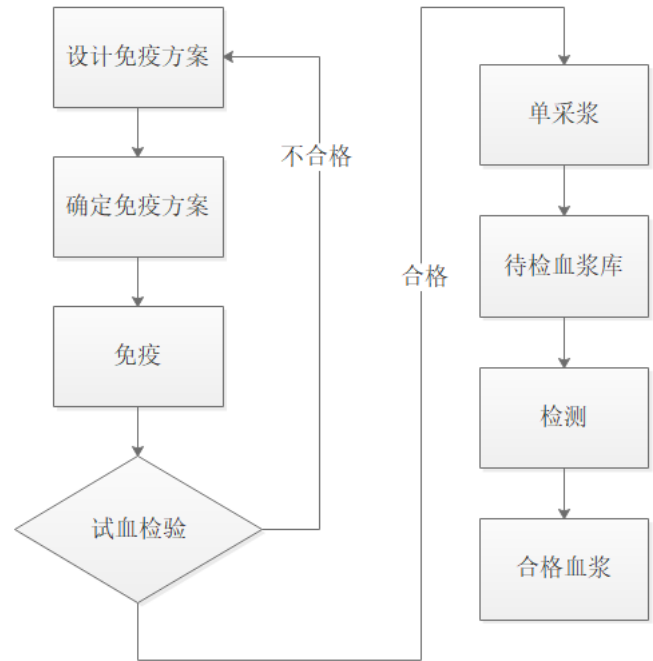 设计免疫方案
确定免疫方案
免疫
试血检验
不合格
合格
单采浆
待检血浆库
检测
合格血浆